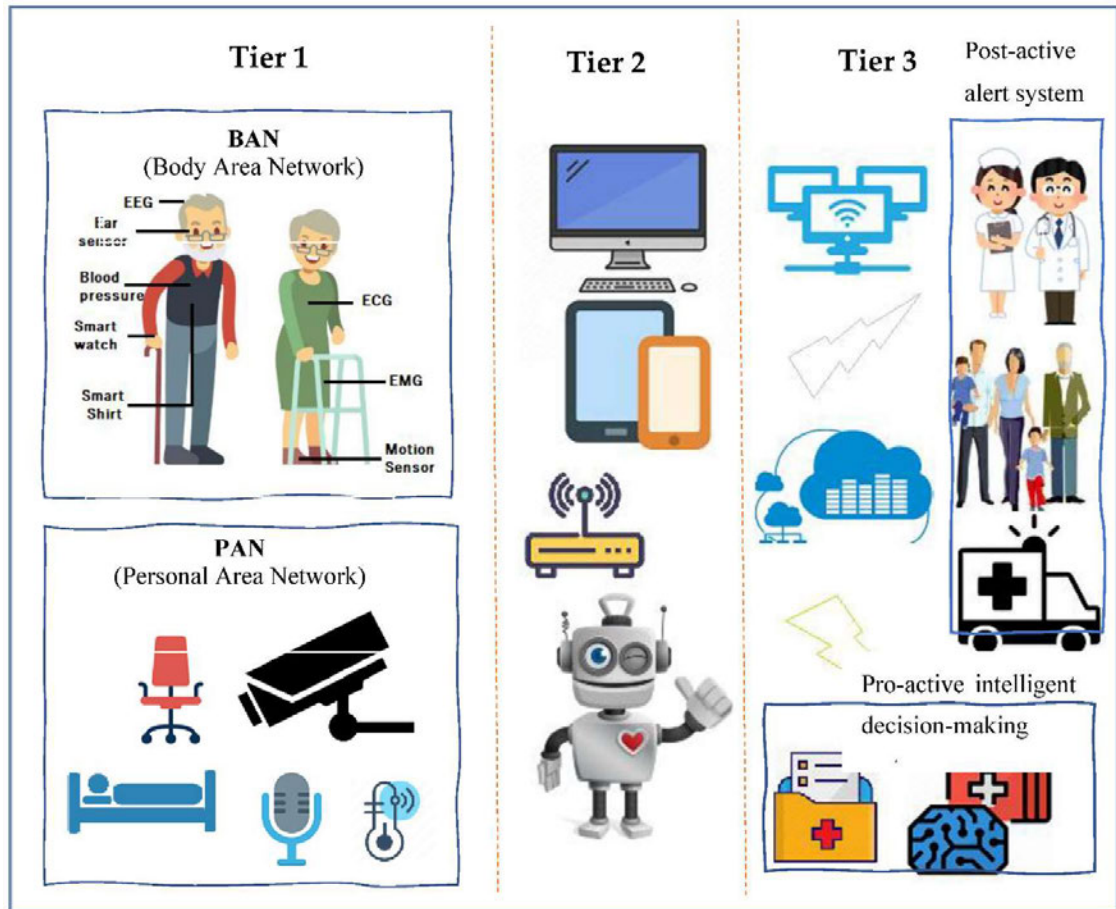 Tier 1
BAN
(Body Area Network)
EEG
Ear
sensor
Blood
pressure
Smart
watch
Smart
Shirt
ECG
EMG
Motion
Sensor
PAN
(Personal Area Network)
Tier 2
Tier 3
Post-active
alert system
Pro-active intelligent
decision-making